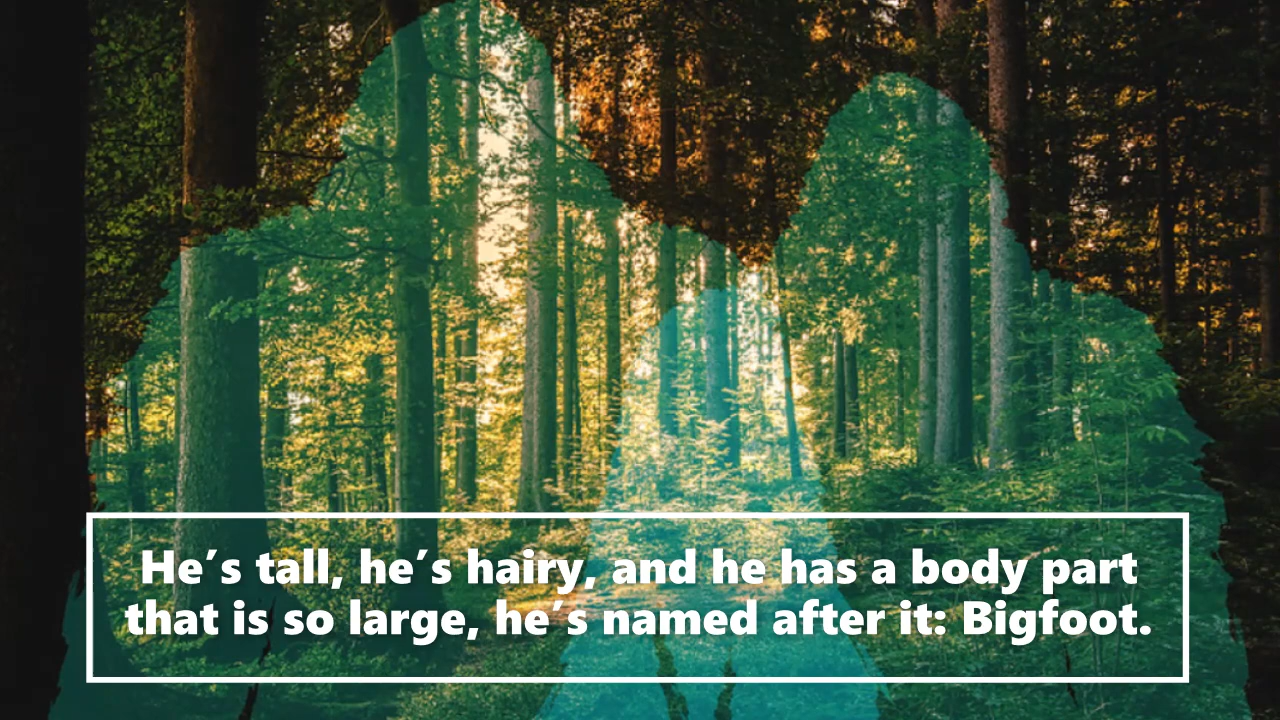 He’s tall, he’s hairy, and he has a body part
that is so large, he’s named after it: Bigfoot.